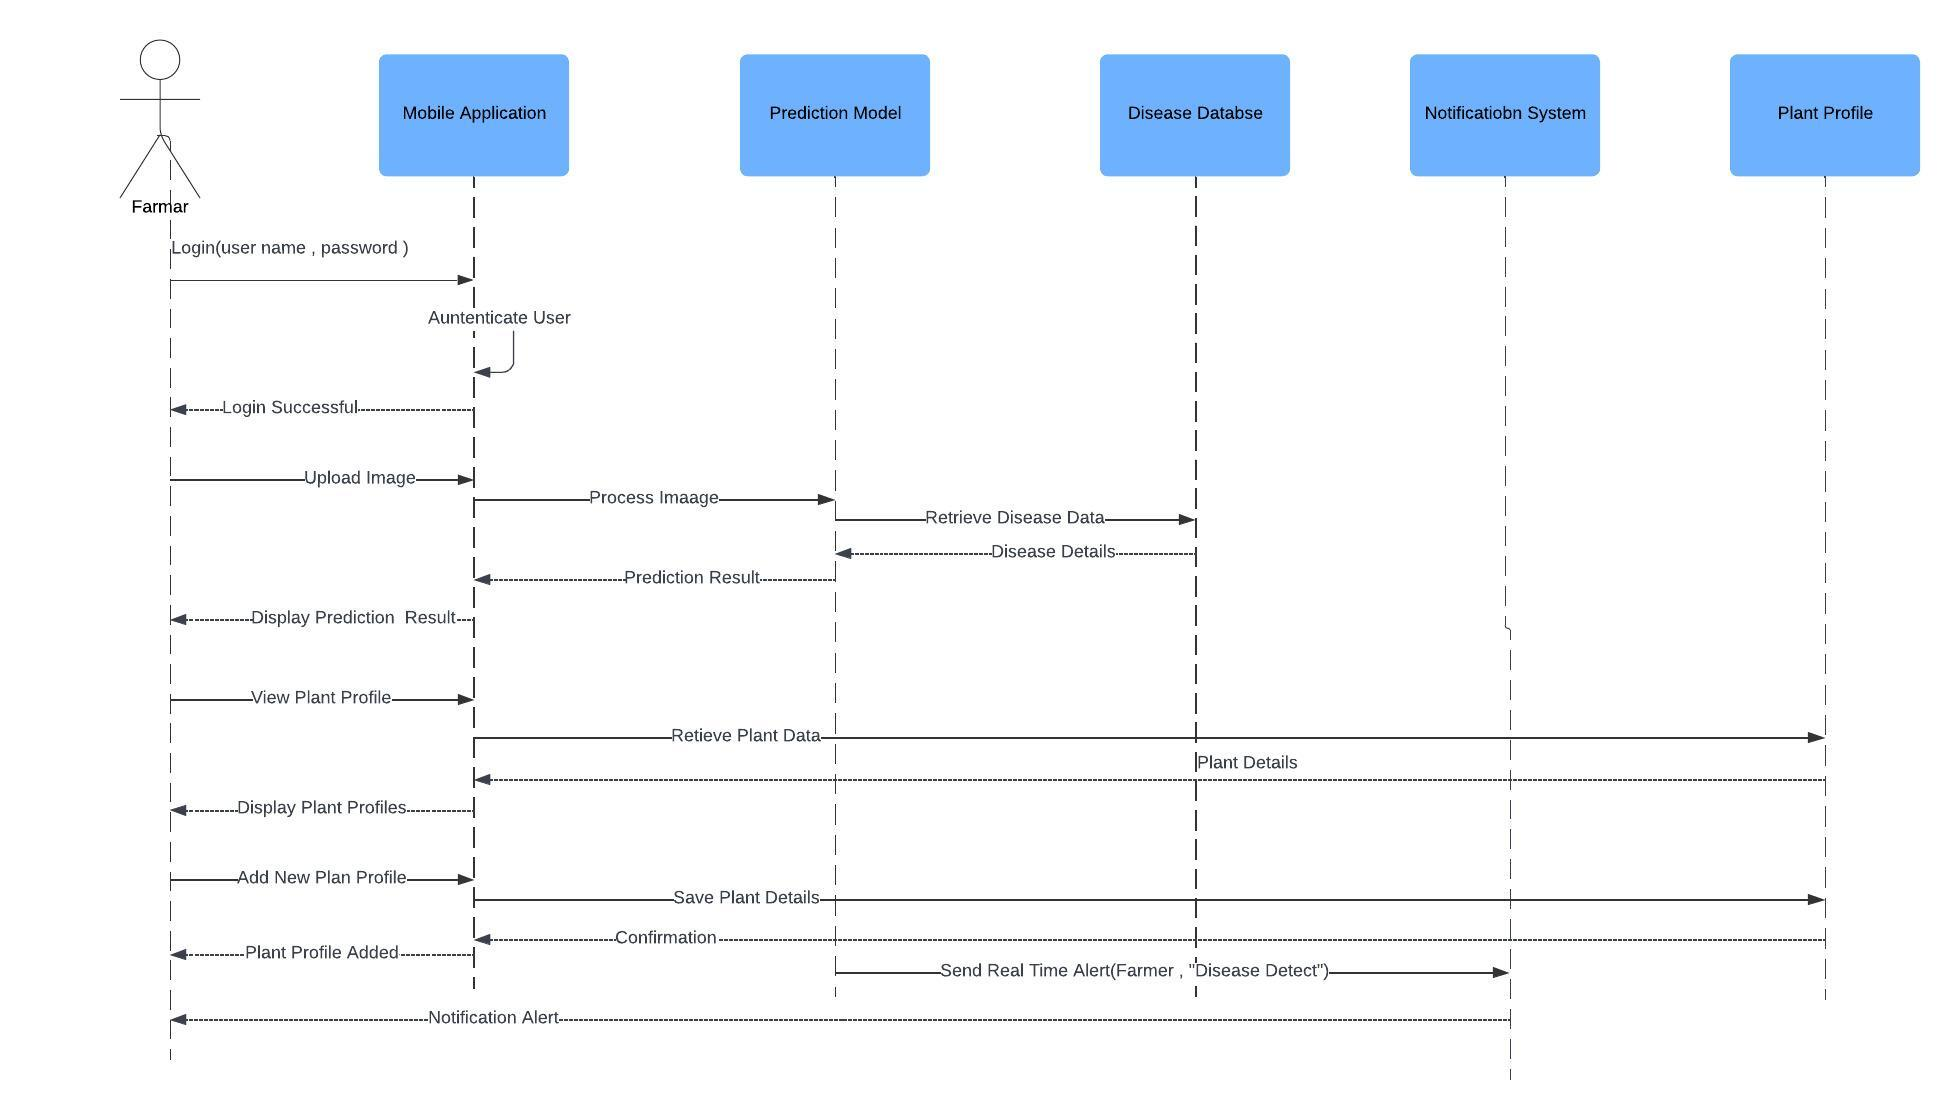 Mobile Application
Prediction Model
Disease Databse
Notificatiobn System
Plant Profile
Farmar
Login(user name , password )
Auntenticate User
Login Successful
Upload Image
Process Imaage
Retrieve Disease Data
Disease Details
Prediction Result
Display Prediction  Result
View Plant Profile
Retieve Plant Data
Plant Details
Display Plant Profiles
Add New Plan Profile
Save Plant Details
Confirmation
Plant Profile Added
Send Real Time Alert(Farmer , "Disease Detect")
Notification Alert